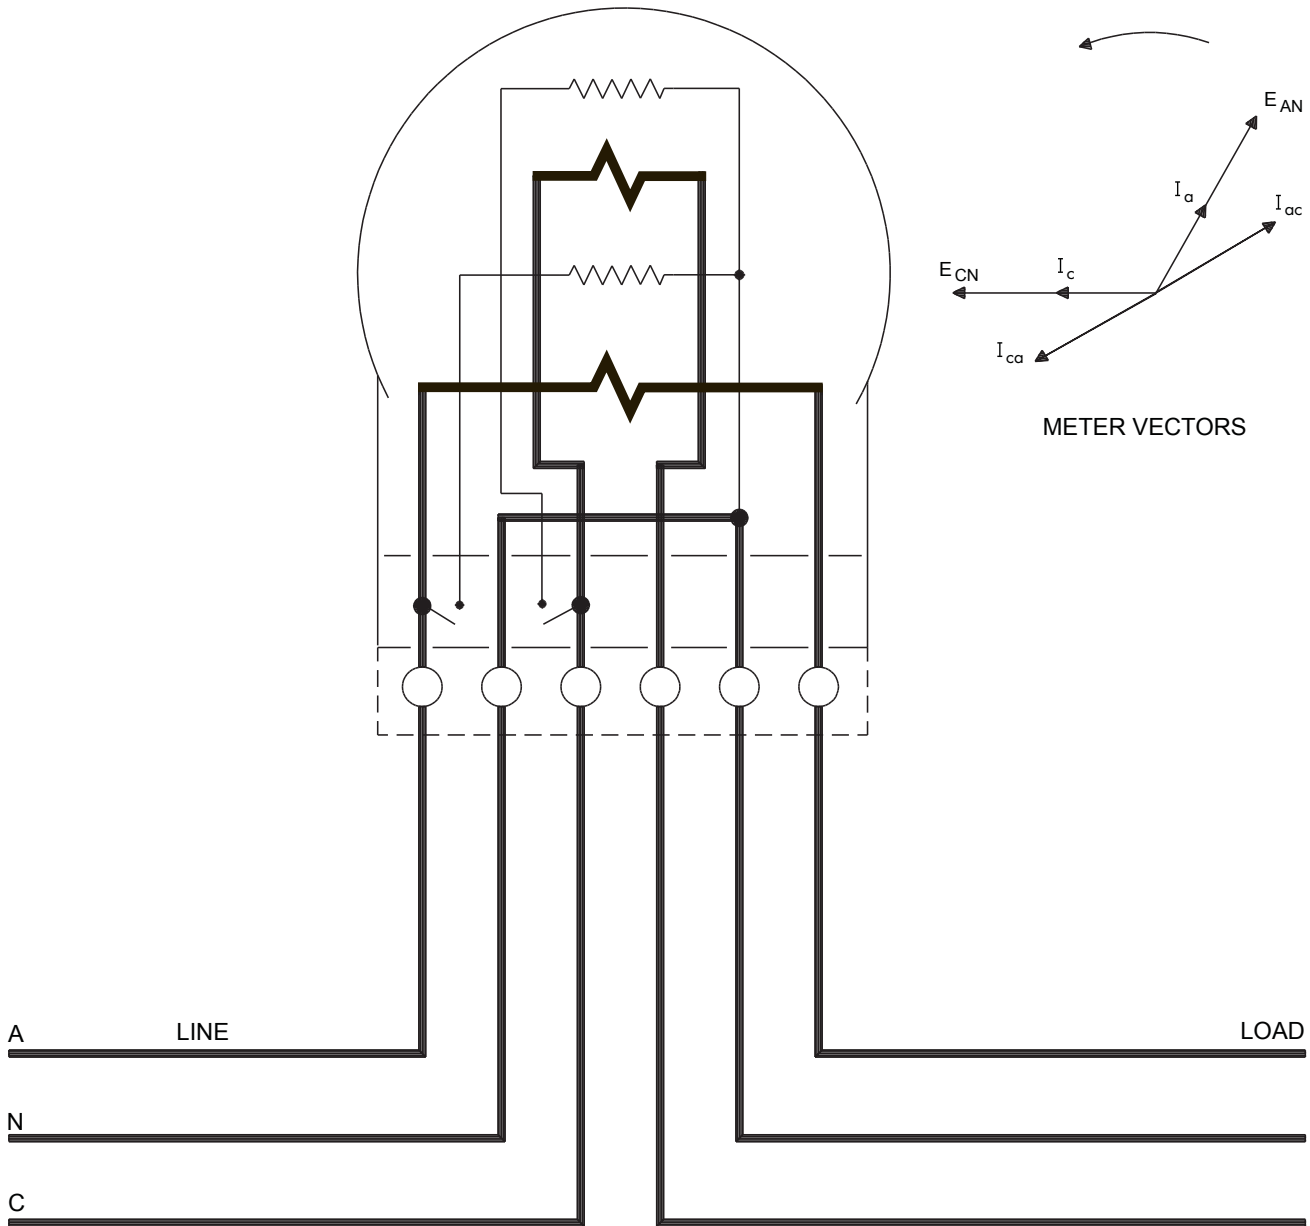 E AN
I a
I ac
E CN
I c
I ca
METER VECTORS
A
LINE
LOAD
N
C